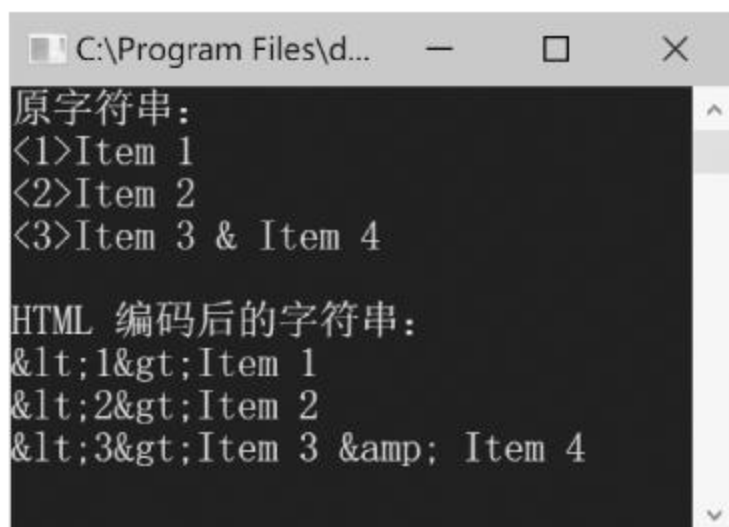 C:\Program Files\d...
原字符串：
<1>Item 1
<2>Item 2
<3>Item 3 & Item 4
HTML 编码后的字符串：
&lt;1&gt;Item 1
&lt;2&gt;Item 2
&lt;3&gt;Item 3 &amp; Item 4